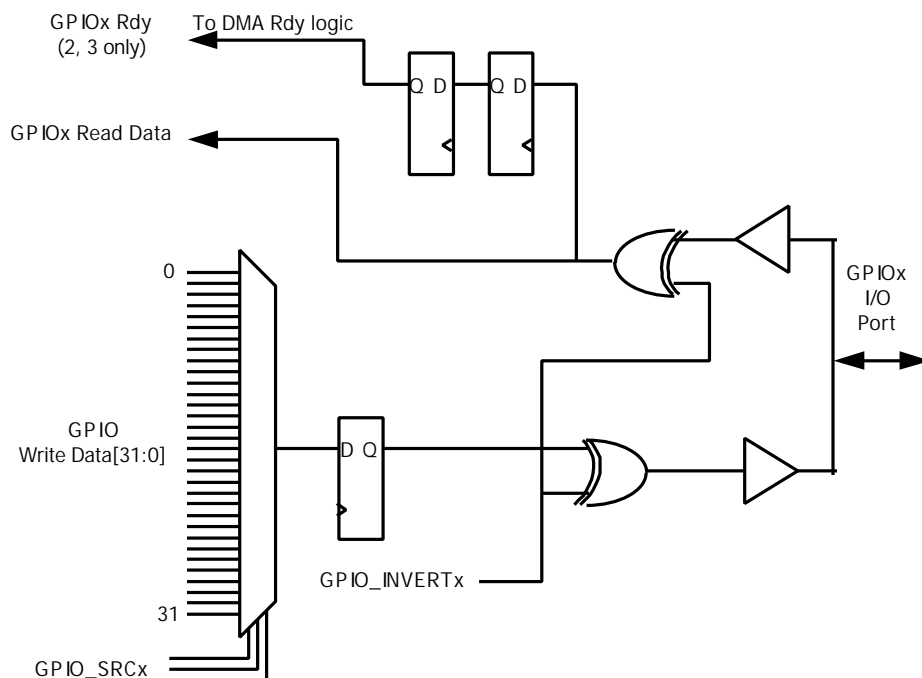 GPIOx Rdy
(2, 3 only)
To DMA Rdy logic
Q D
Q D
GPIOx Read Data
0
GPIOx
I/O
Port
GPIO
Write Data[31:0]
D Q
GPIO_INVERTx
31
GPIO_SRCx